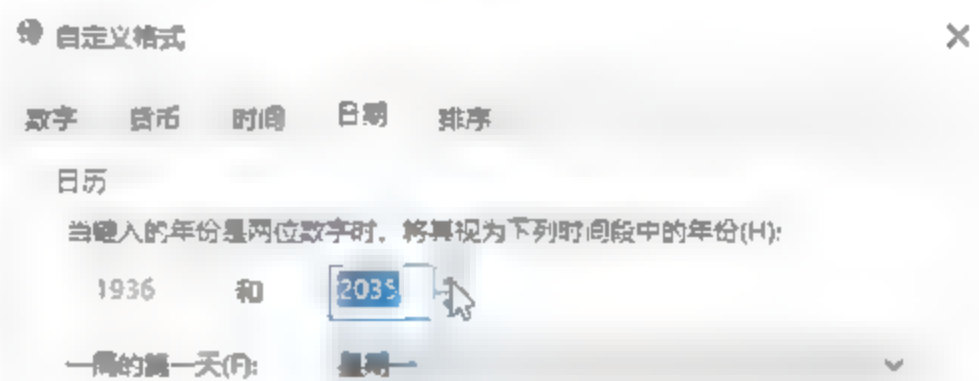 自定义格式
数字 货币 时间 日期 排序
日历
当键入的年份是两位数字时，将其视为下列时间段中的年份(H):
1936 和 2035
一周的第一天(F): 星期一